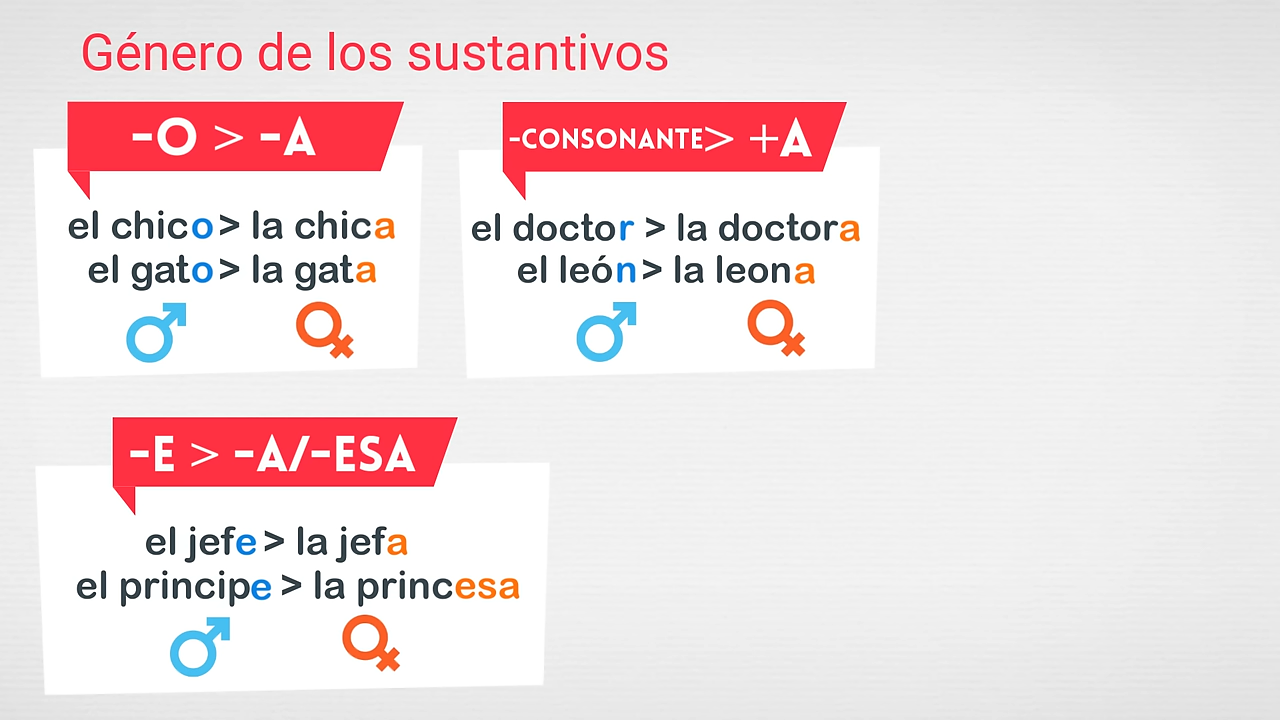 Género de los sustantivos
-O > -A
el chico > la chica
el gato > la gata
-CONSONANTE > +A
el doctor > la doctora
el león > la leona
-E > -A/-ESA
el jefe > la jefa
el principe > la princesa